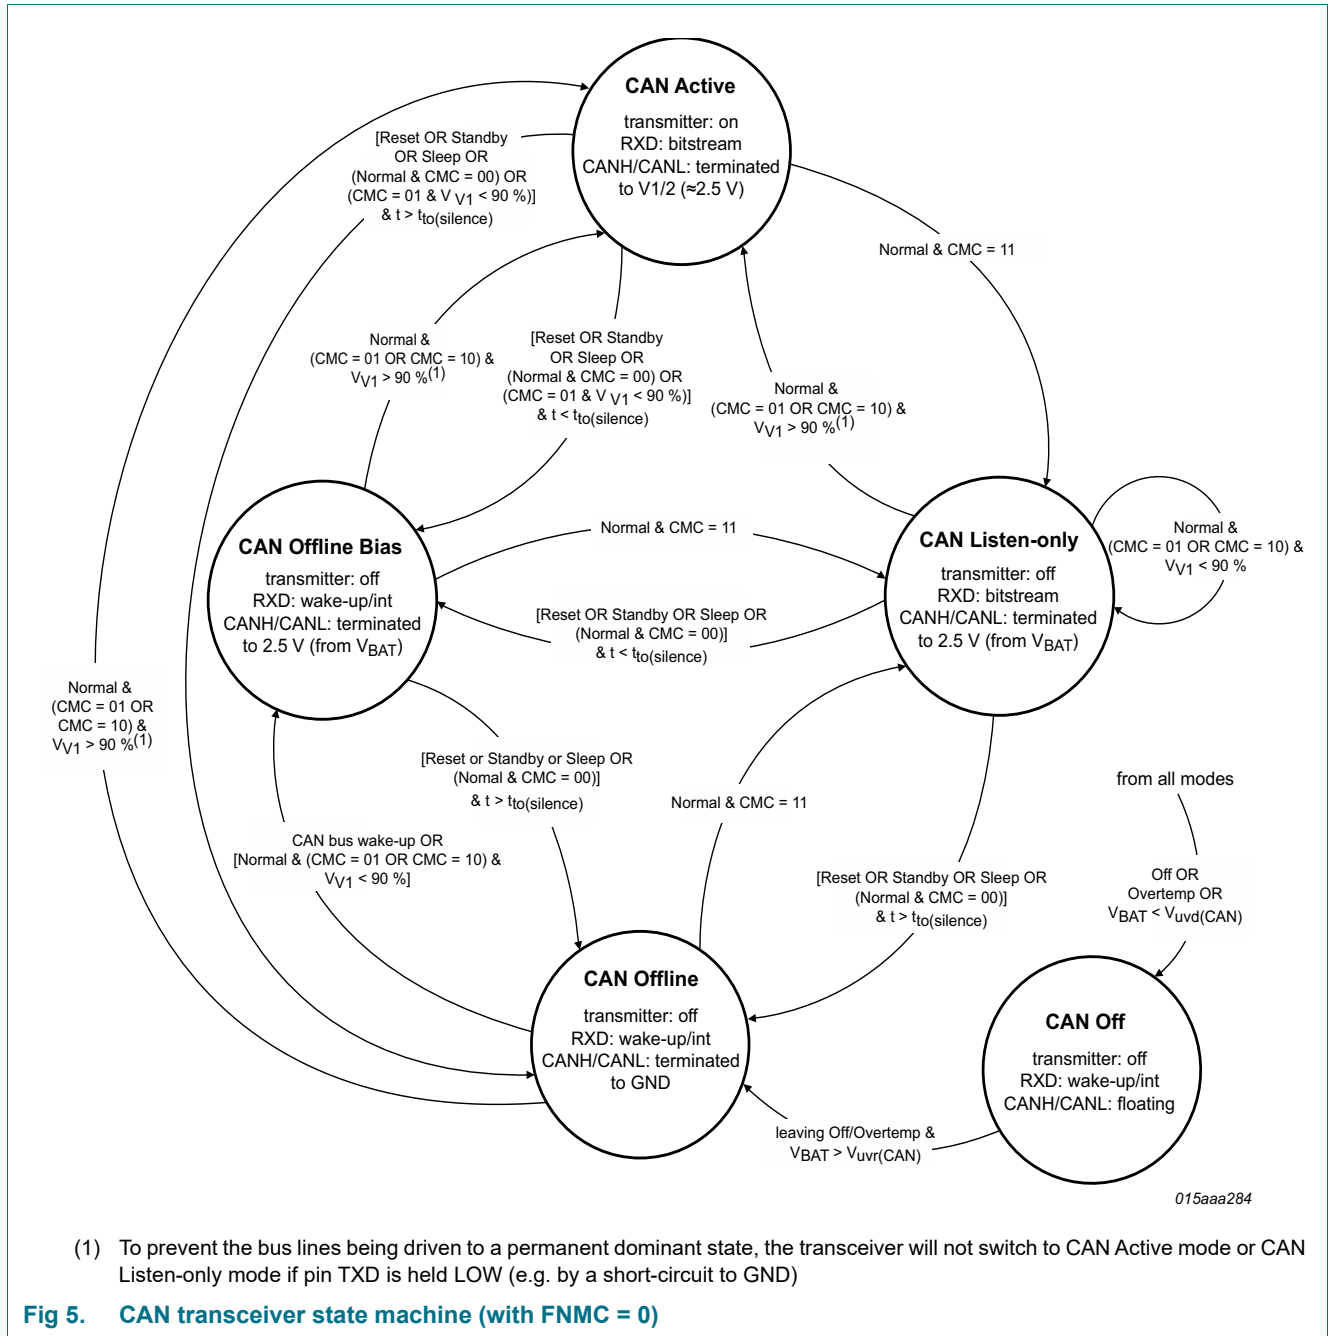 CAN Active
transmitter: on
RXD: bitstream
CANH/CANL: terminated
to V1/2 (≈2.5 V)
[Reset OR Standby
OR Sleep OR
(Normal & CMC = 00) OR
(CMC = 01 & V V1 < 90 %)]
& t > tto(silence)
Normal & CMC = 11
Normal &
(CMC = 01 OR CMC = 10) &
VV1 > 90 %(1)
[Reset OR Standby
OR Sleep OR
(Normal & CMC = 00) OR
(CMC = 01 & V V1 < 90 %)]
& t < tto(silence)
Normal &
(CMC = 01 OR CMC = 10) &
VV1 > 90 %(1)
CAN Offline Bias
transmitter: off
RXD: wake-up/int
CANH/CANL: terminated
to 2.5 V (from VBAT)
Normal & CMC = 11
[Reset OR Standby OR Sleep OR
(Normal & CMC = 00)]
& t < tto(silence)
CAN Listen-only
transmitter: off
RXD: bitstream
CANH/CANL: terminated
to 2.5 V (from VBAT)
Normal &
(CMC = 01 OR CMC = 10) &
VV1 < 90 %
Normal &
(CMC = 01 OR
CMC = 10) &
VV1 > 90 %(1)
[Reset or Standby or Sleep OR
(Nomal & CMC = 00)]
& t > tto(silence)
Normal & CMC = 11
from all modes
CAN bus wake-up OR
[Normal & (CMC = 01 OR CMC = 10) &
VV1 < 90 %]
[Reset OR Standby OR Sleep OR
(Normal & CMC = 00)]
& t > tto(silence)
Off OR
Overtemp OR
VBAT < Vuvd(CAN)
CAN Offline
transmitter: off
RXD: wake-up/int
CANH/CANL: terminated
to GND
CAN Off
transmitter: off
RXD: wake-up/int
CANH/CANL: floating
leaving Off/Overtemp &
VBAT > Vuvr(CAN)
015aaa284
(1) To prevent the bus lines being driven to a permanent dominant state, the transceiver will not switch to CAN Active mode or CAN
Listen-only mode if pin TXD is held LOW (e.g. by a short-circuit to GND)
Fig 5. CAN transceiver state machine (with FNMC = 0)